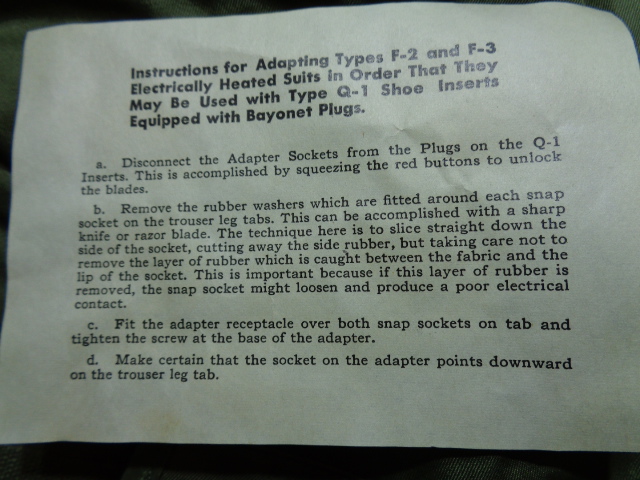 Instructions for Adapting Types F-2 and F-3
Electrically Heated Suits in Order That They
May Be Used with Type Q-1 Shoe Inserts
Equipped with Bayonet Plugs.
a. Disconnect the Adapter Sockets from the Plugs on the Q-1
Inserts. This is accomplished by squeezing the red buttons to unlock
the blades.
b. Remove the rubber washers which are fitted around each snap
socket on the trouser leg tabs. This can be accomplished with a sharp
knife or razor blade. The technique here is to slice straight down the
side of the socket, cutting away the side rubber, but taking care not to
remove the layer of rubber which is caught between the fabric and the
lip of the socket. This is important because if this layer of rubber is
removed, the snap socket might loosen and produce a poor electrical
contact.
c. Fit the adapter receptacle over both snap sockets on tab and
tighten the screw at the base of the adapter.
d. Make certain that the socket on the adapter points downward
on the trouser leg tab.